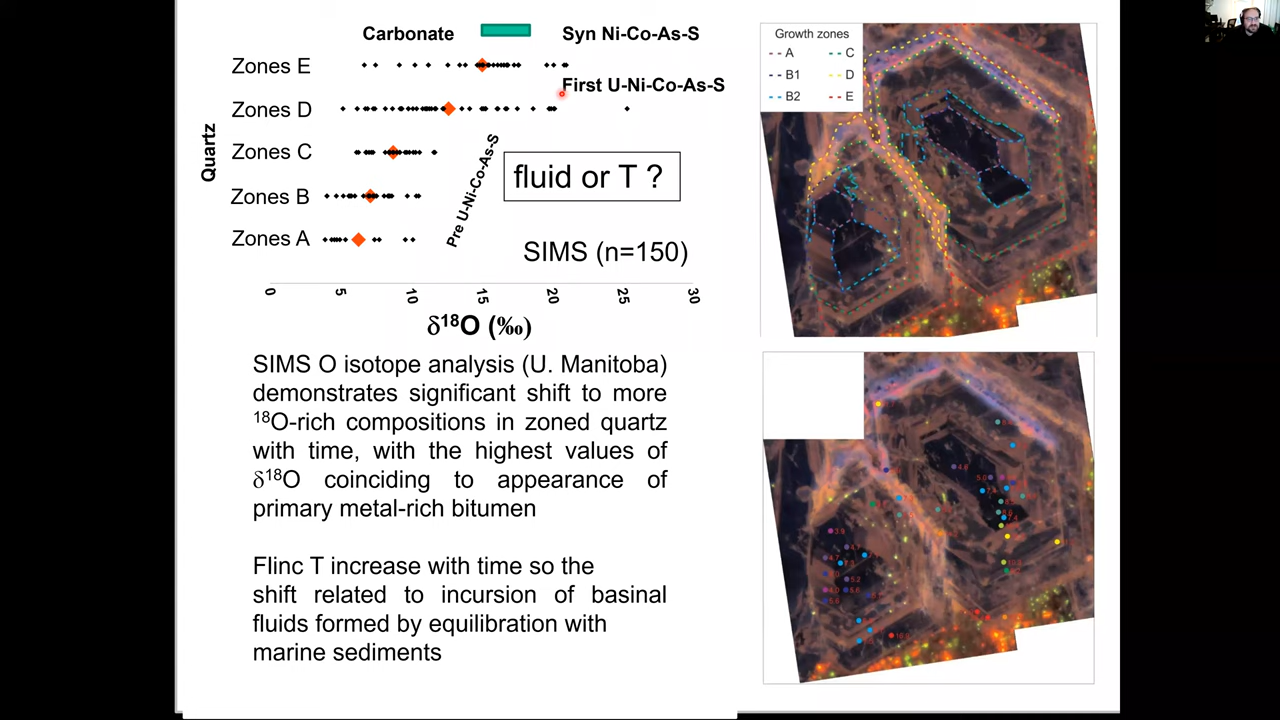 Carbonate
Syn Ni-Co-As-S
Zones E
First U-Ni-Co-As-S
Zones D
Quartz
Zones C
Pre U-Ni-Co-As-S
fluid or T ?
Zones B
Zones A
SIMS (n=150)
0 5 10 15 20 25 30
δ18O (‰)
SIMS O isotope analysis (U. Manitoba)
demonstrates significant shift to more
18O-rich compositions in zoned quartz
with time, with the highest values of
δ18O coinciding to appearance of
primary metal-rich bitumen
Flinc T increase with time so the
shift related to incursion of basinal
fluids formed by equilibration with
marine sediments
Growth zones
A C
B1 D
B2 E